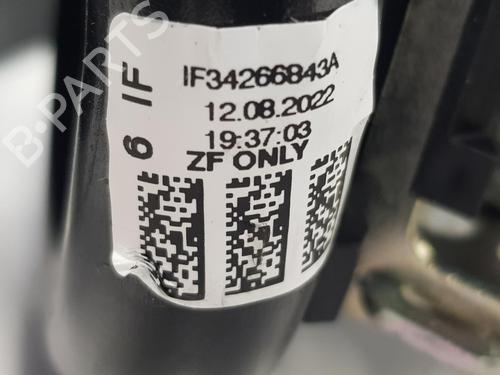 B-PARTS
6 IF
IF34266843A
12.08.2022
19:37:03
ZF ONLY